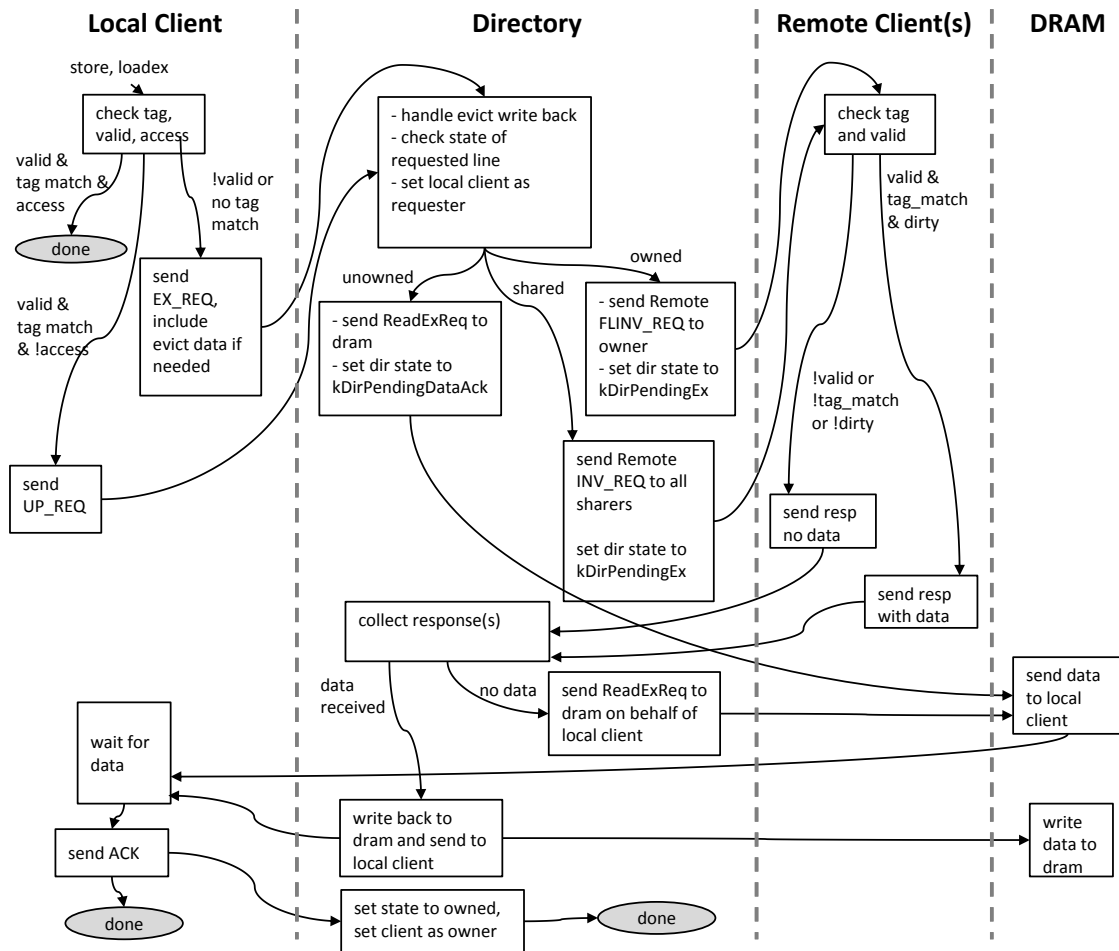 Local Client
Directory
Remote Client(s)
DRAM
store, loadex
check tag,
valid, access
valid &
tag match &
access
!valid or
no tag
match
done
valid &
tag match
& !access
send
EX_REQ,
include
evict data if
needed
send
UP_REQ
- handle evict write back
- check state of
requested line
- set local client as
requester
unowned
shared
owned
- send ReadExReq to
dram
- set dir state to
kDirPendingDataAck
- send Remote
FLINV_REQ to
owner
- set dir state to
kDirPendingEx
send Remote
INV_REQ to all
sharers
set dir state to
kDirPendingEx
check tag
and valid
valid &
tag_match
& dirty
!valid or
!tag_match
or !dirty
send resp
no data
send resp
with data
collect response(s)
data
received
no data
send ReadExReq to
dram on behalf of
local client
send data
to local
client
wait for
data
write back to
dram and send to
local client
write
data to
dram
send ACK
done
set state to owned,
set client as owner
done